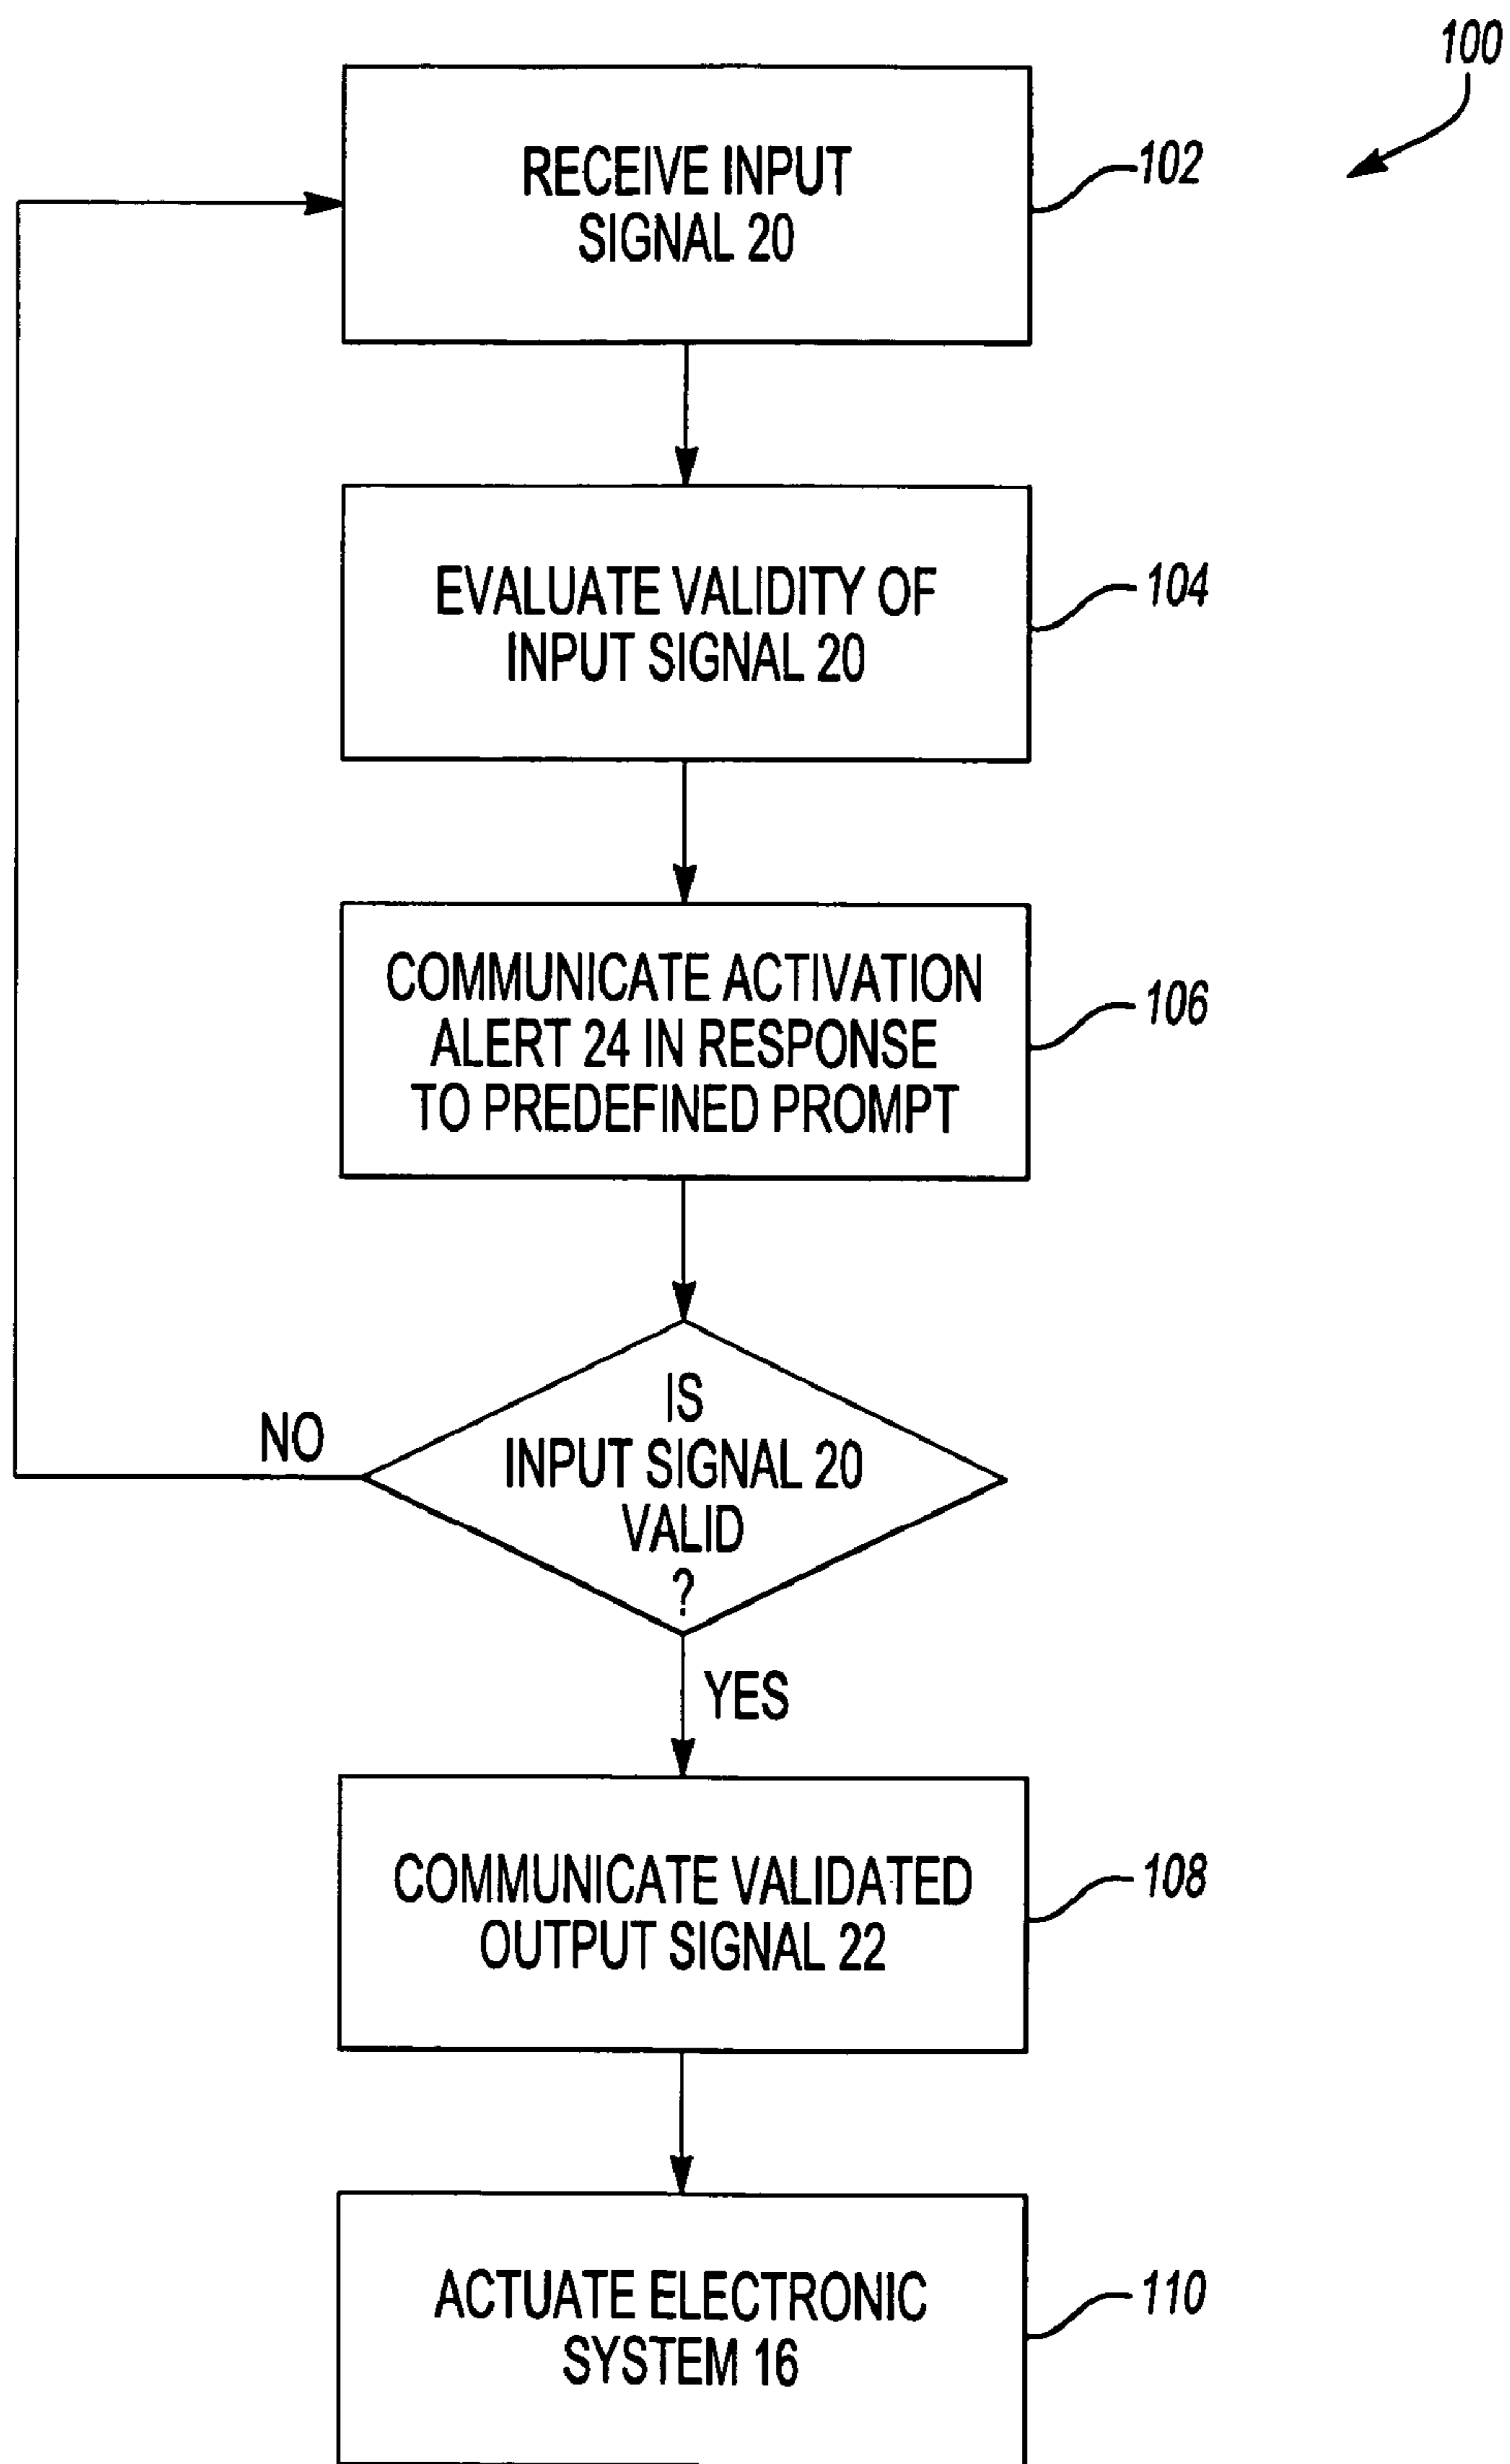 100
RECEIVE INPUT
SIGNAL 20
102
EVALUATE VALIDITY OF
INPUT SIGNAL 20
104
COMMUNICATE ACTIVATION
ALERT 24 IN RESPONSE
TO PREDEFINED PROMPT
106
IS
INPUT SIGNAL 20
VALID
?
NO
YES
COMMUNICATE VALIDATED
OUTPUT SIGNAL 22
108
ACTUATE ELECTRONIC
SYSTEM 16
110